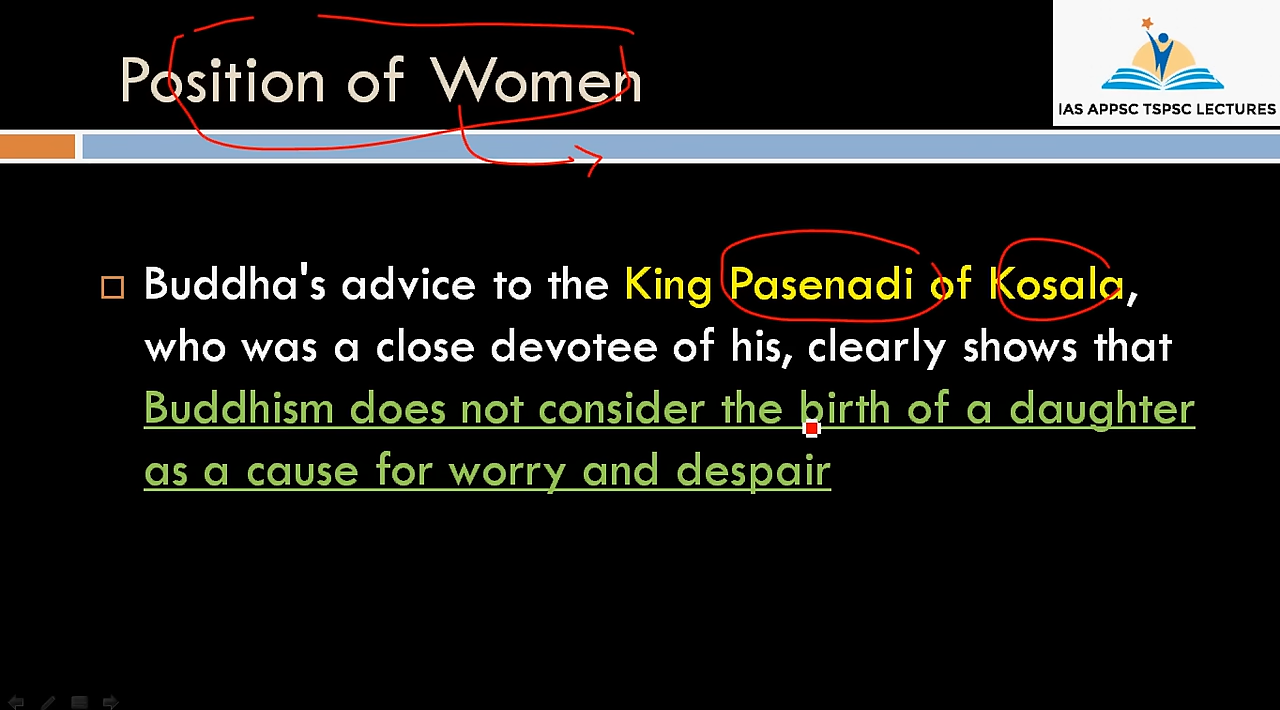 Position of Women
IAS APPSC TSPSC LECTURES
Buddha's advice to the King Pasenadi of Kosala,
who was a close devotee of his, clearly shows that
Buddhism does not consider the birth of a daughter
as a cause for worry and despair